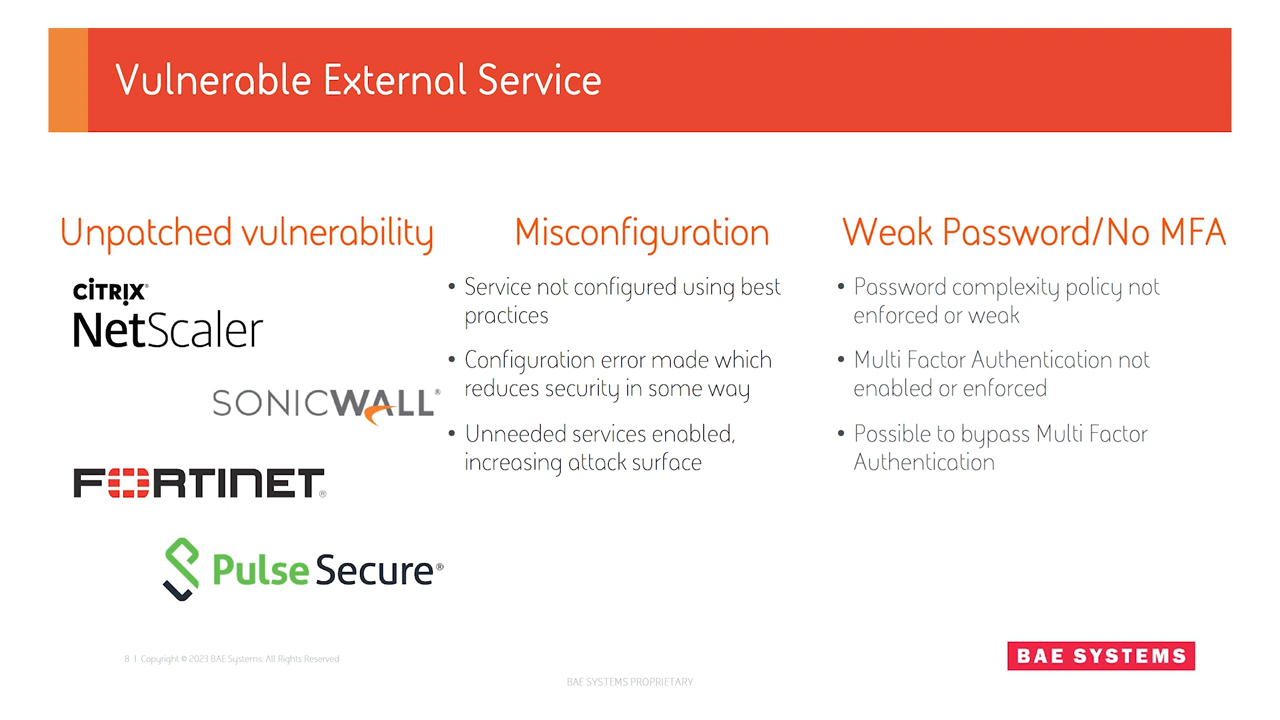 Vulnerable External Service
Unpatched vulnerability
CİTRIX®
NetScaler
SONICWALL®
FORTINET®
Pulse Secure®
Misconfiguration
• Service not configured using best
practices
• Configuration error made which
reduces security in some way
• Unneeded services enabled,
increasing attack surface
Weak Password/No MFA
• Password complexity policy not
enforced or weak
• Multi Factor Authentication not
enabled or enforced
• Possible to bypass Multi Factor
Authentication
8 | Copyright © 2023 BAE Systems. All Rights Reserved
BAE SYSTEMS
BAE SYSTEMS PROPRIETARY